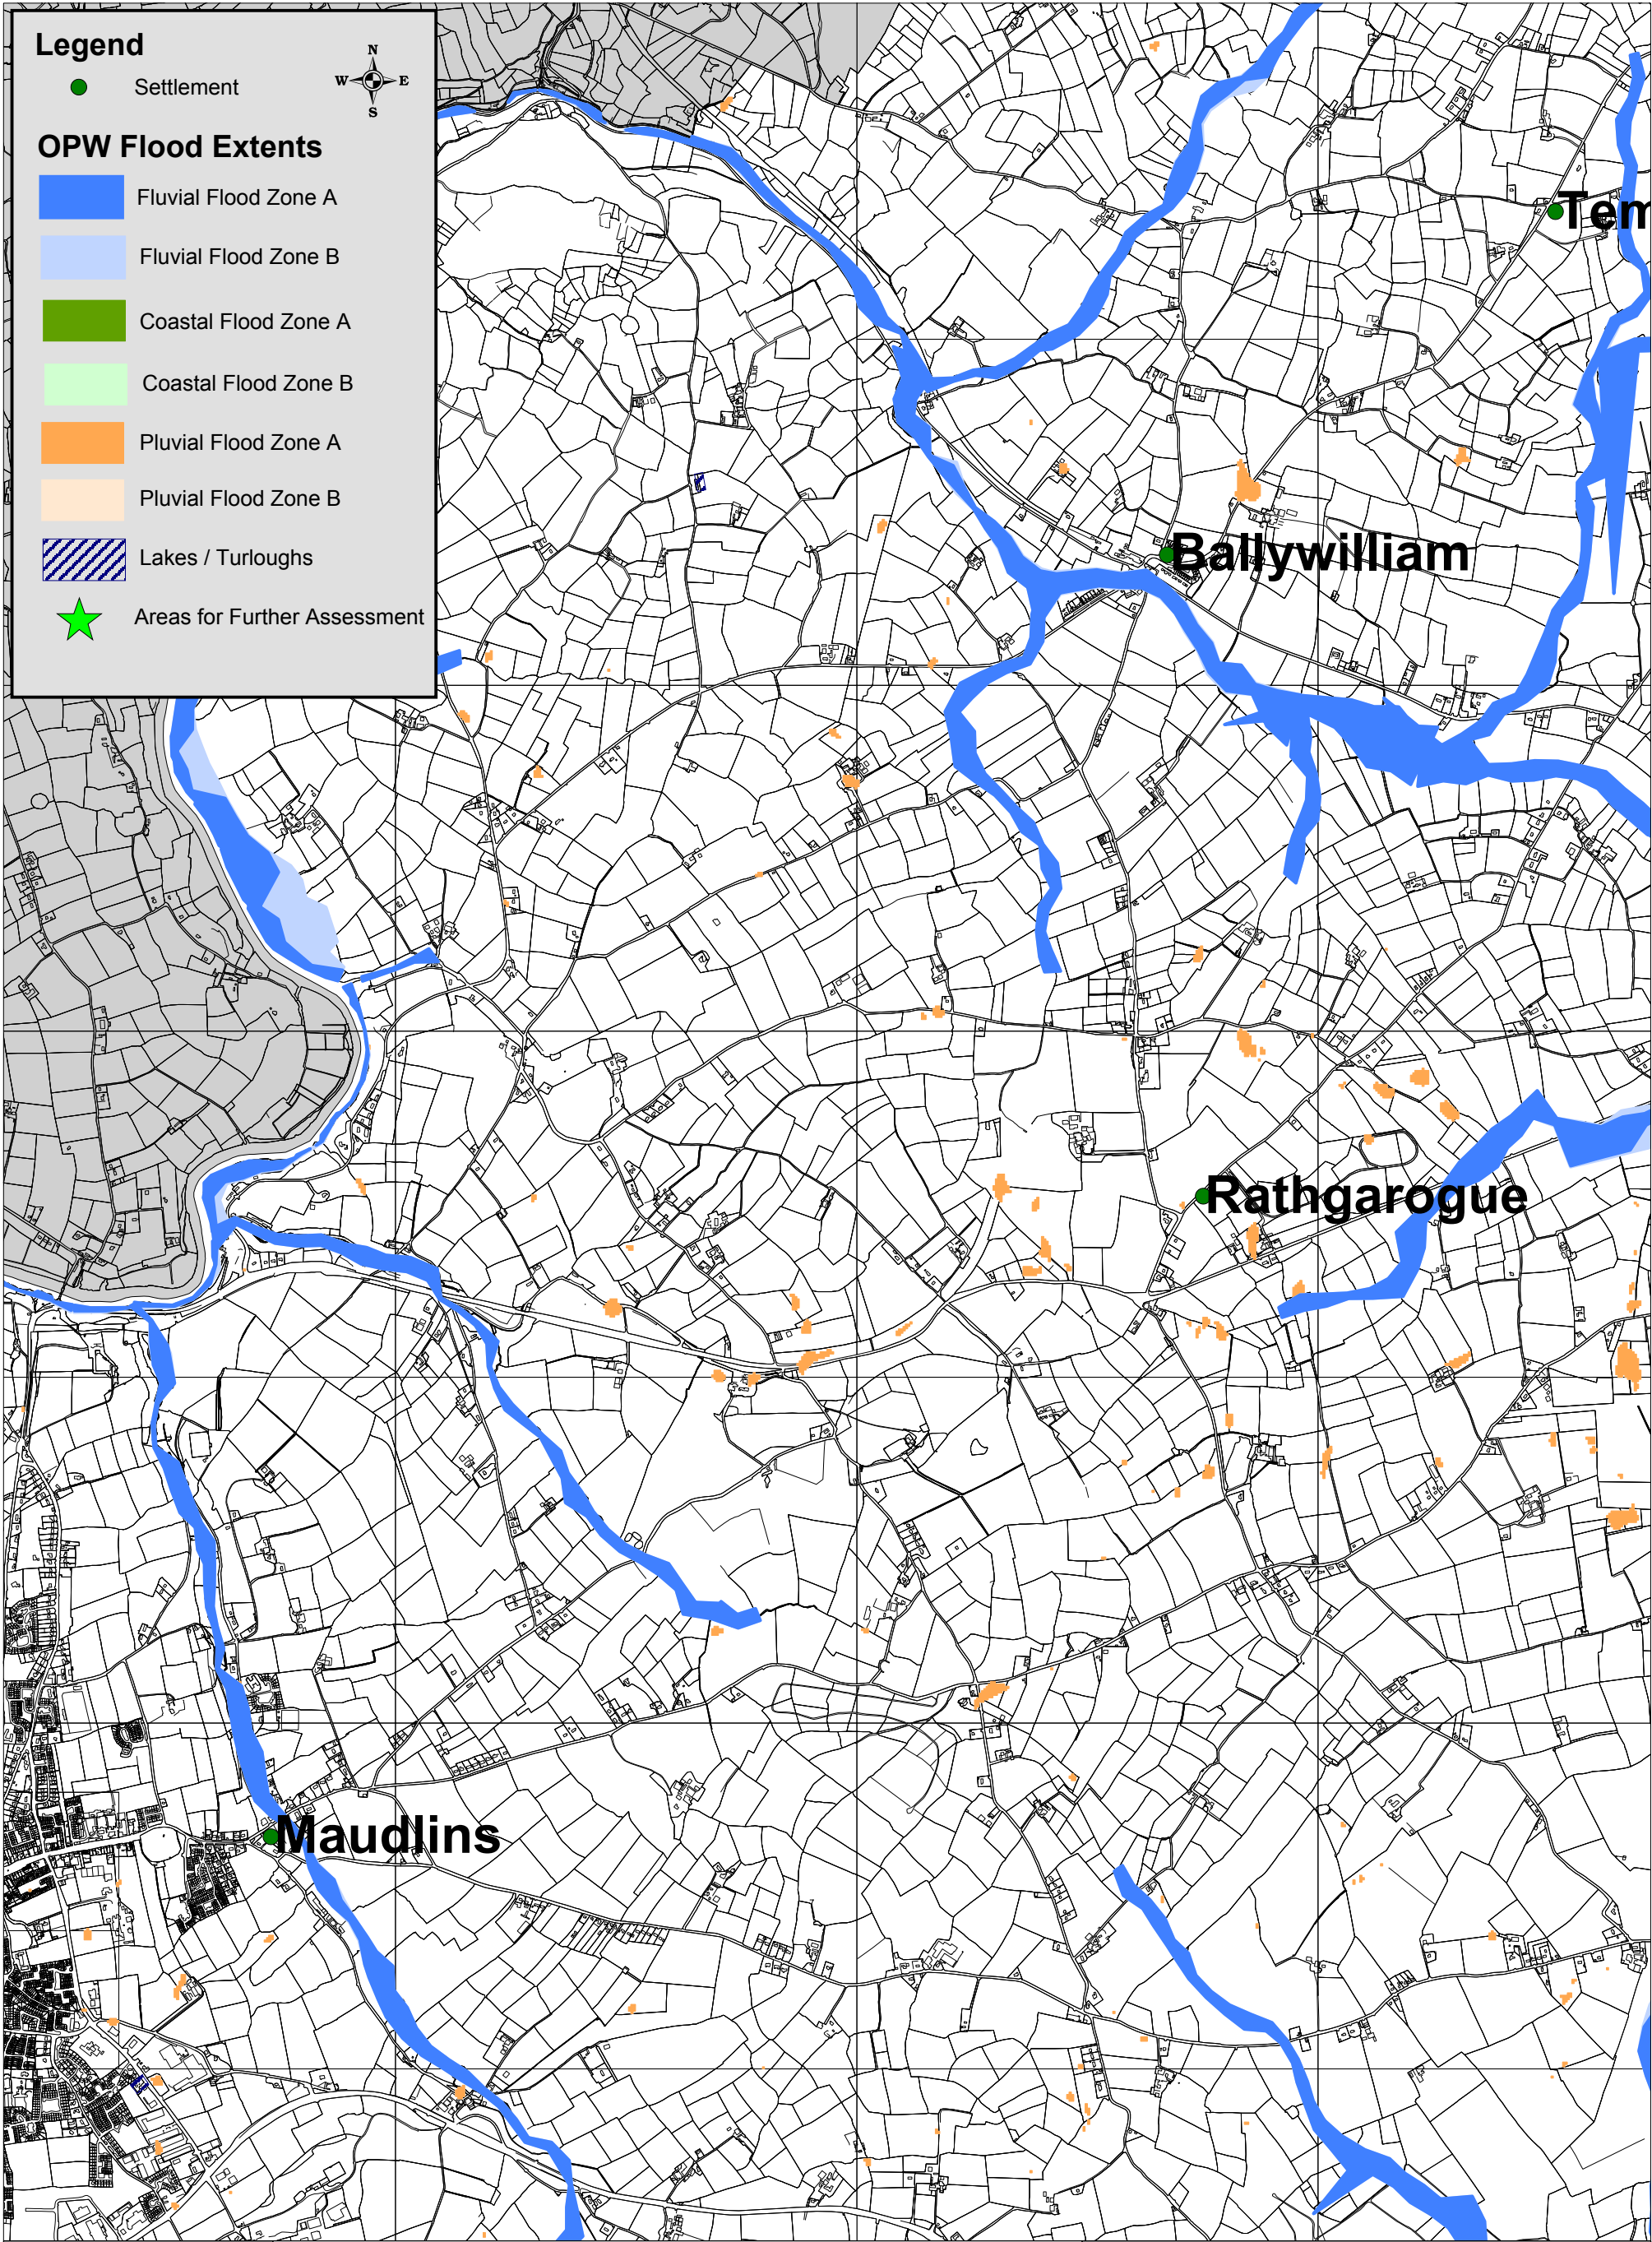 Legend
N
W E
S
Settlement
OPW Flood Extents
Fluvial Flood Zone A
Fluvial Flood Zone B
Coastal Flood Zone A
Coastal Flood Zone B
Pluvial Flood Zone A
Pluvial Flood Zone B
Lakes / Turloughs
Areas for Further Assessment
Tem
Ballywilliam
Rathgarogue
Maudlins